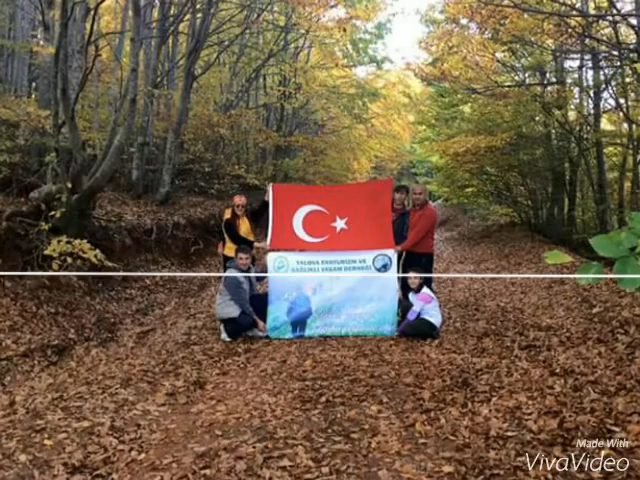 YALOVA EKOTURİZM VE
SAĞLIKLI YAŞAM DERNEĞİ
Made With
VivaVideo